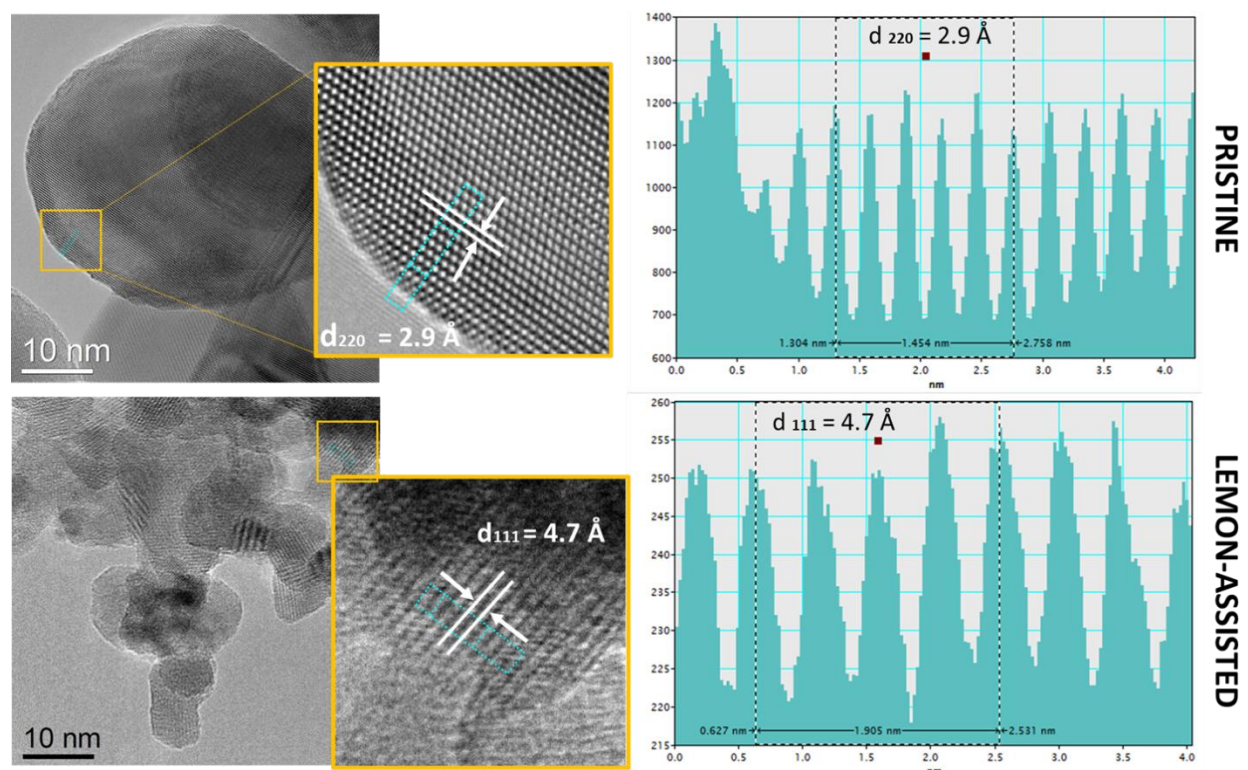 10 nm
d₂₂₀ = 2.9 Å
1400
1300
1200
1100
1000
900
800
700
600
d ₂₂₀ = 2.9 Å
1.304 nm
1.454 nm
2.758 nm
0.0 0.5 1.0 1.5 2.0 2.5 3.0 3.5 4.0
nm
PRISTINE
10 nm
d₁₁₁ = 4.7 Å
260
255
250
245
240
235
230
225
220
215
d ₁₁₁ = 4.7 Å
0.627 nm
1.905 nm
2.531 nm
0.0 0.5 1.0 1.5 2.0 2.5 3.0 3.5 4.0
LEMON-ASSISTED